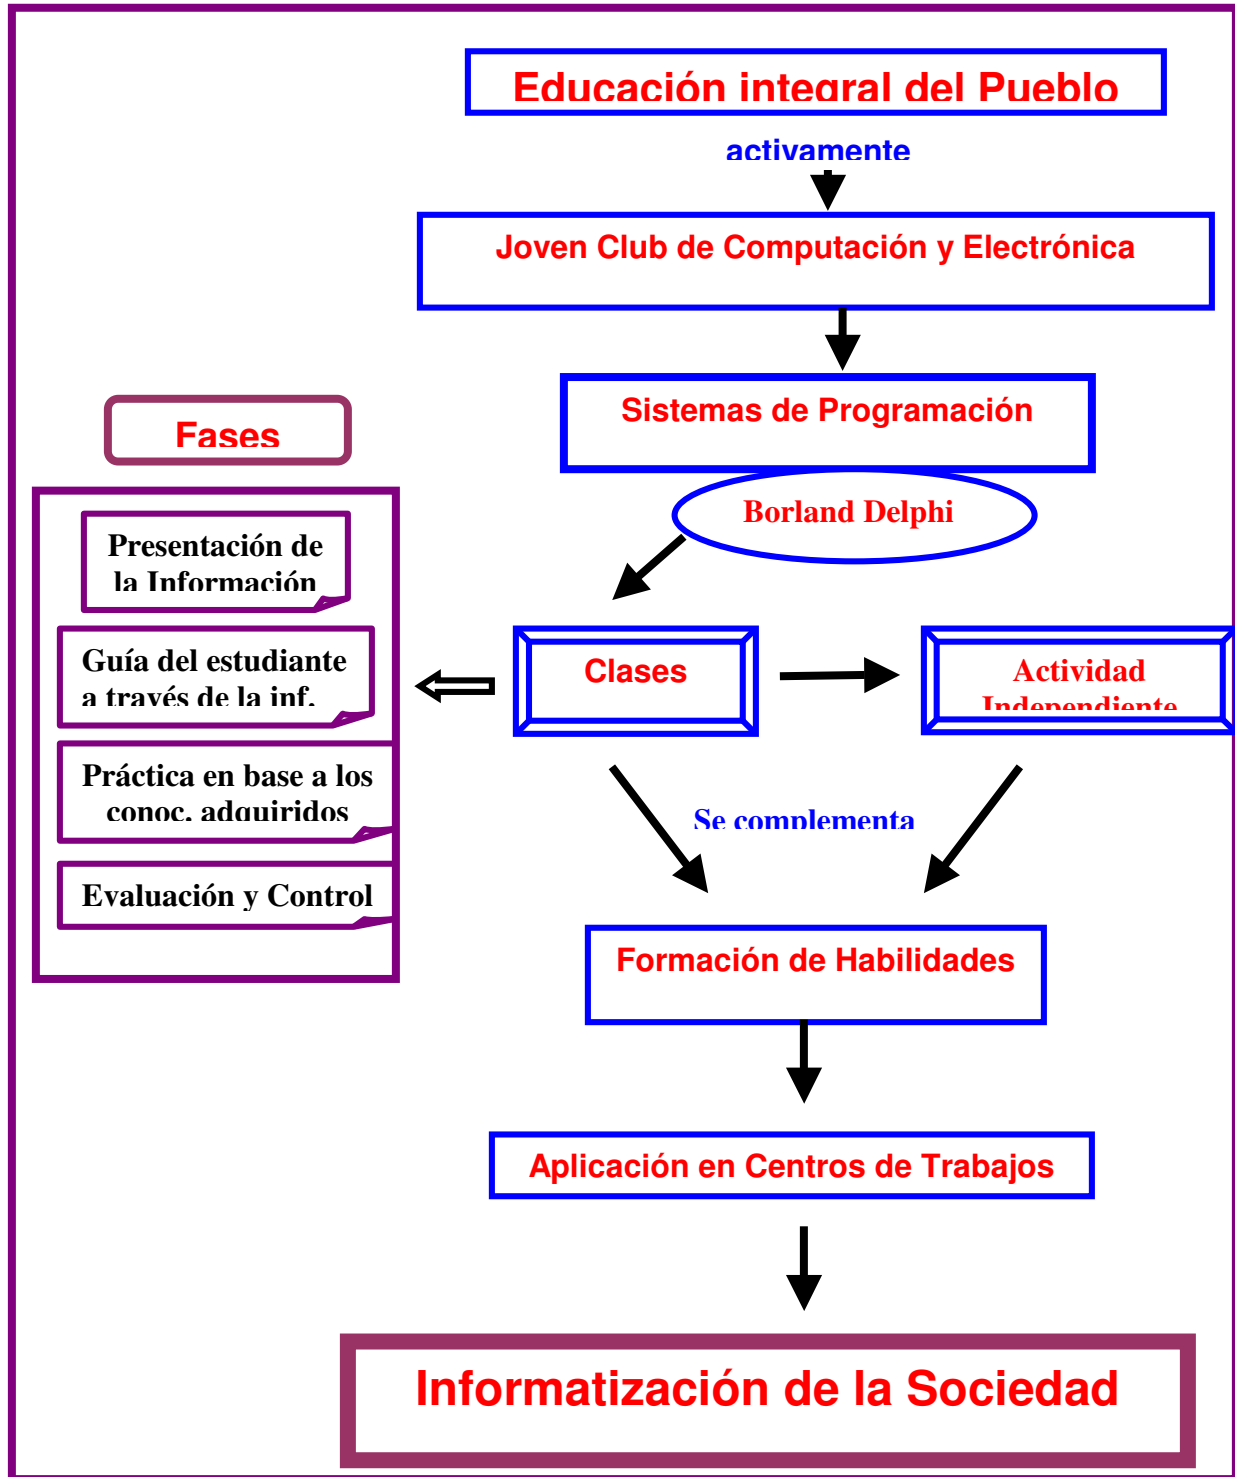 Educación integral del Pueblo
activamente
Joven Club de Computación y Electrónica
Sistemas de Programación
Borland Delphi
Fases
Presentación de
la Información
Guía del estudiante
a través de la inf.
Práctica en base a los
conoc. adquiridos
Evaluación y Control
Clases
Actividad
Independiente
Se complementa
Formación de Habilidades
Aplicación en Centros de Trabajos
Informatización de la Sociedad